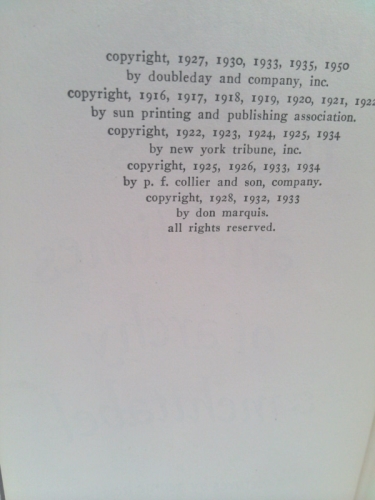 copyright, 1927, 1930, 1933, 1935, 1950
by doubleday and company, inc.
copyright, 1916, 1917, 1918, 1919, 1920, 1921, 1922
by sun printing and publishing association.
copyright, 1922, 1923, 1924, 1925, 1934
by new york tribune, inc.
copyright, 1925, 1926, 1933, 1934
by p. f. collier and son, company.
copyright, 1928, 1932, 1933
by don marquis.
all rights reserved.